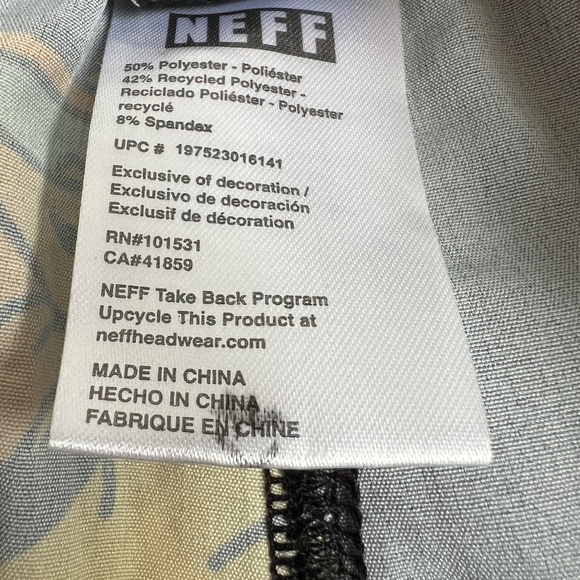 NEFF
50% Polyester - Poliéster
42% Recycled Polyester -
Reciclado Poliéster - Polyester
recyclé
8% Spandex
UPC # 197523016141
Exclusive of decoration /
Exclusivo de decoración
Exclusif de décoration
RN#101531
CA#41859
NEFF Take Back Program
Upcycle This Product at
neffheadwear.com
MADE IN CHINA
HECHO IN CHINA
FABRIQUE EN CHINE